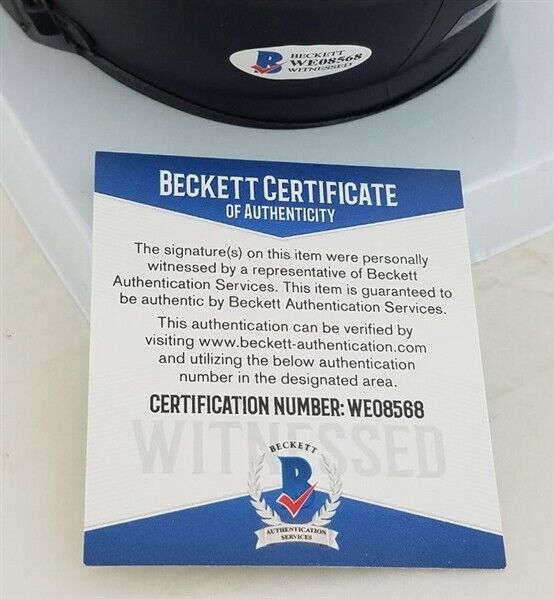 BECKETT
WE08568
WITNESSED
BECKETT CERTIFICATE
OF AUTHENTICITY
The signature(s) on this item were personally
witnessed by a representative of Beckett
Authentication Services. This item is guaranteed to
be authentic by Beckett Authentication Services.
This authentication can be verified by
visiting www.beckett-authentication.com
and utilizing the below authentication
number in the designated area.
CERTIFICATION NUMBER: WE08568
WITNESSED
BECKETT
B
AUTHENTICATION
SERVICES